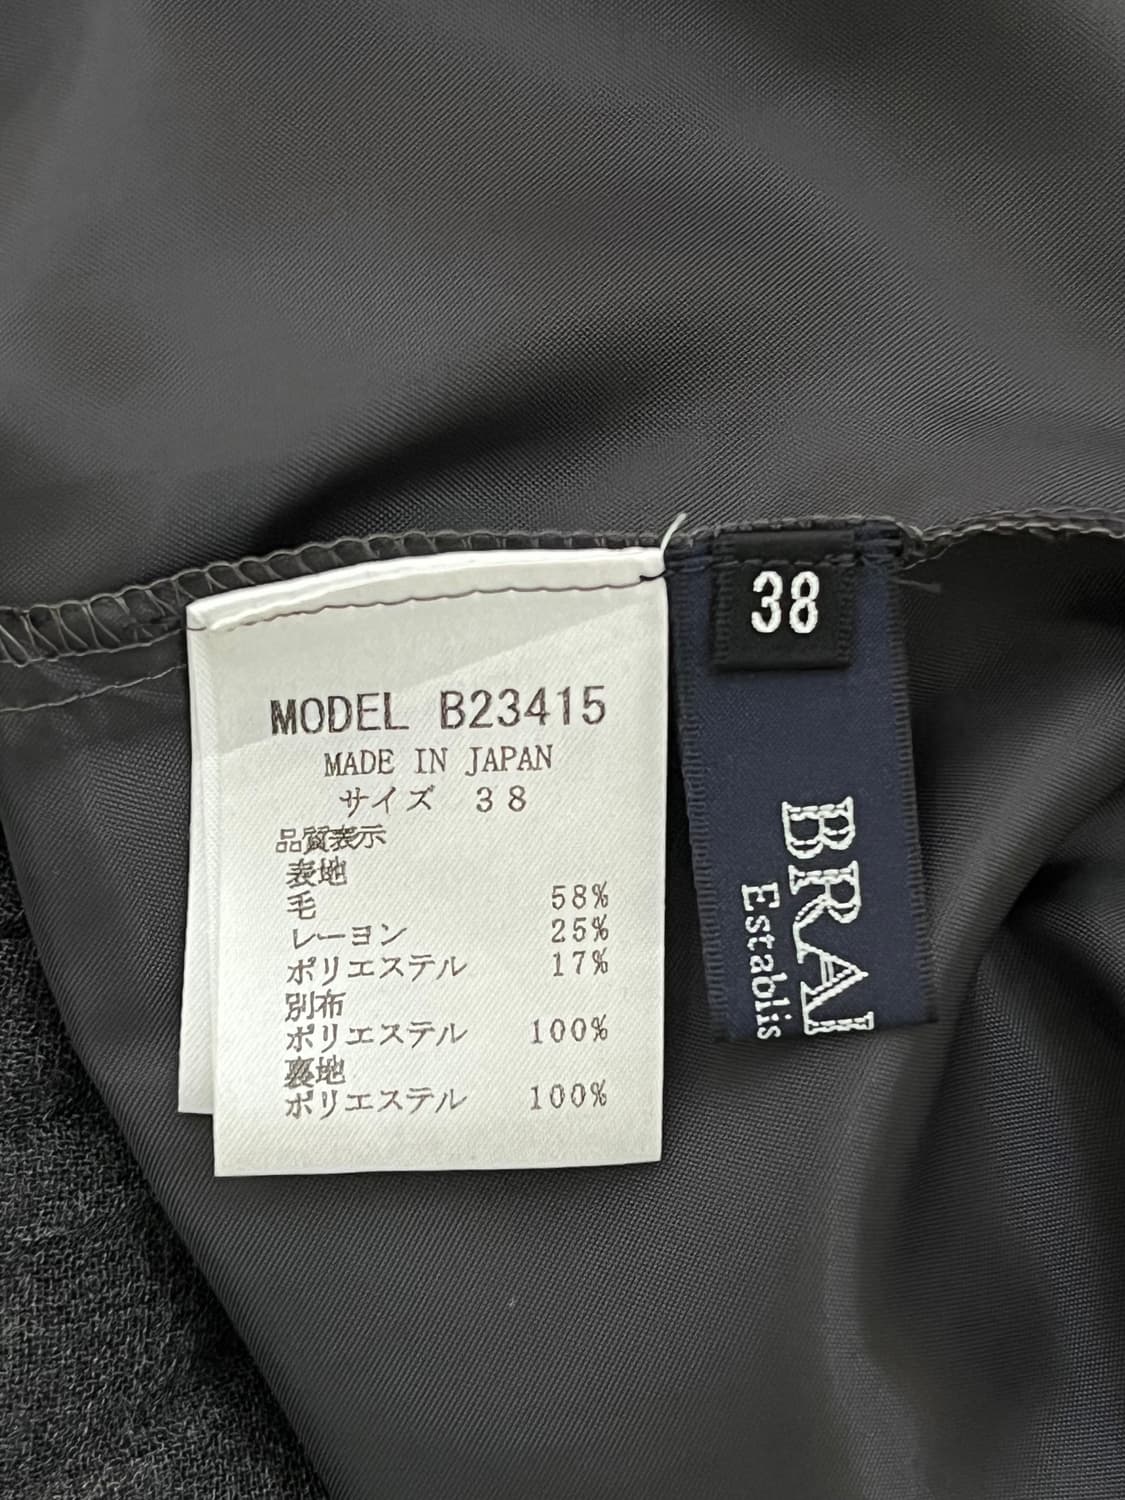 MODEL B23415
MADE IN JAPAN
サイズ 38
品質表示
表地
毛 58%
レーヨン 25%
ポリエステル 17%
別布
ポリエステル 100%
裏地
ポリエステル 100%
38